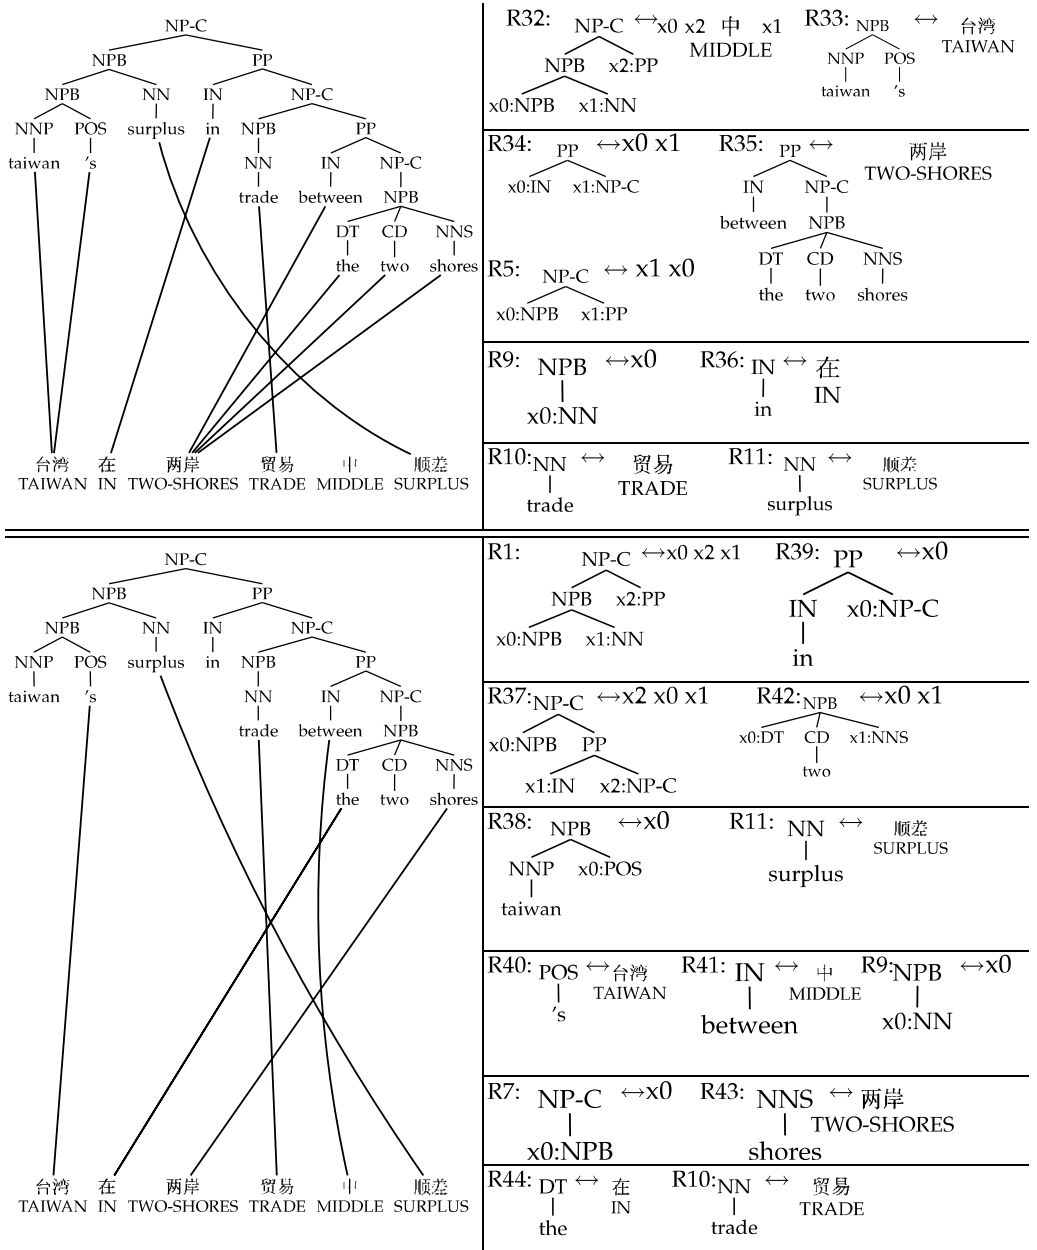 NP-C
NPB PP
NPB NN IN NP-C
NNP POS surplus in NPB PP
taiwan 's NN IN NP-C
trade between NPB
DT CD NNS
the two shores
台湾 在 两岸 贸易 中 顺差
TAIWAN IN TWO-SHORES TRADE MIDDLE SURPLUS
R32: NP-C ↔x0 x2 中 x1
MIDDLE
NPB x2:PP
x0:NPB x1:NN
R33: NPB ↔ 台湾
TAIWAN
NNP POS
taiwan 's
R34: PP ↔x0 x1
x0:IN x1:NP-C
R35: PP ↔ 两岸
TWO-SHORES
IN NP-C
between NPB
DT CD NNS
the two shores
R5: NP-C ↔ x1 x0
x0:NPB x1:PP
R9: NPB ↔x0
x0:NN
R36: IN ↔ 在
in IN
R10: NN ↔ 贸易
TRADE
trade
R11: NN ↔ 顺差
SURPLUS
surplus
NP-C
NPB PP
NPB NN IN NP-C
NNP POS surplus in NPB PP
taiwan 's NN IN NP-C
trade between NPB
DT CD NNS
the two shores
台湾 在 两岸 贸易 中 顺差
TAIWAN IN TWO-SHORES TRADE MIDDLE SURPLUS
R1: NP-C ↔x0 x2 x1
NPB x2:PP
x0:NPB x1:NN
R39: PP ↔x0
IN x0:NP-C
in
R37: NP-C ↔x2 x0 x1
x0:NPB PP
x1:IN x2:NP-C
R42: NPB ↔x0 x1
x0:DT CD x1:NNS
two
R38: NPB ↔x0
NNP x0:POS
taiwan
R11: NN ↔ 顺差
SURPLUS
surplus
R40: POS ↔ 台湾
TAIWAN
's
R41: IN ↔ 中
MIDDLE
between
R9: NPB ↔x0
x0:NN
R7: NP-C ↔x0
x0:NPB
R43: NNS ↔ 两岸
TWO-SHORES
shores
R44: DT ↔ 在
IN
the
R10: NN ↔ 贸易
TRADE
trade